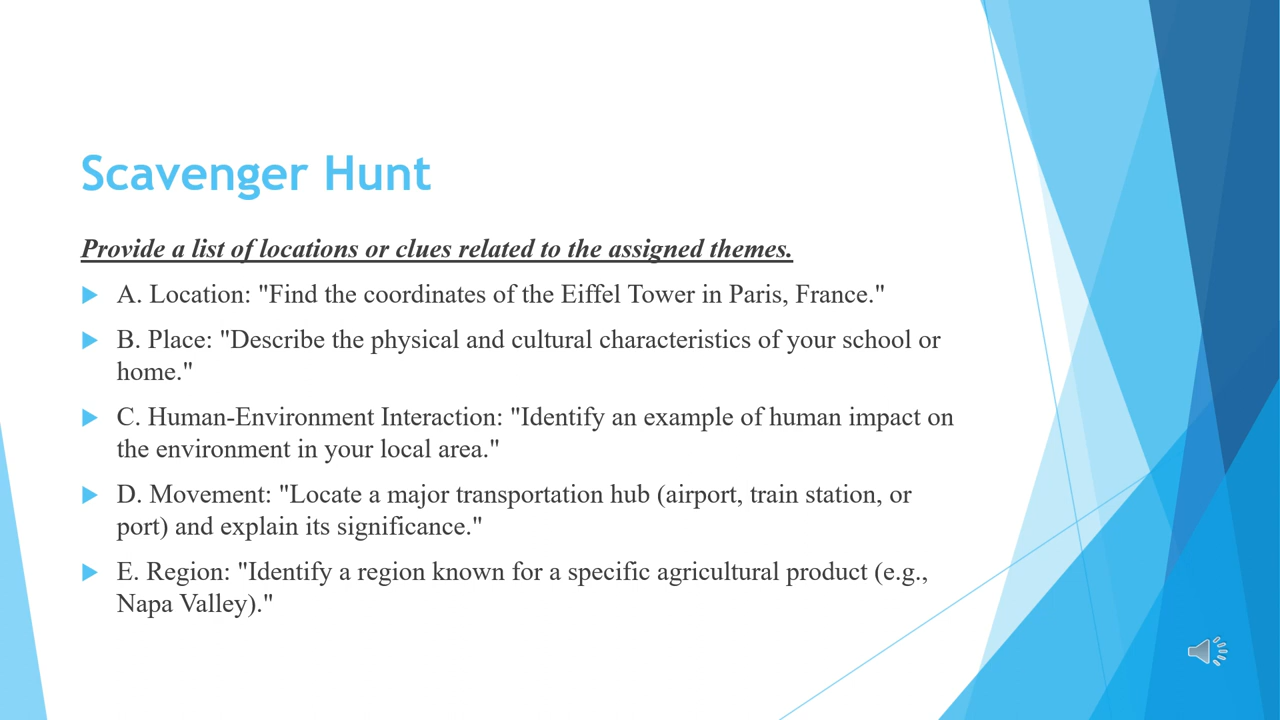 Scavenger Hunt
Provide a list of locations or clues related to the assigned themes.
A. Location: "Find the coordinates of the Eiffel Tower in Paris, France."
B. Place: "Describe the physical and cultural characteristics of your school or
home."
C. Human-Environment Interaction: "Identify an example of human impact on
the environment in your local area."
D. Movement: "Locate a major transportation hub (airport, train station, or
port) and explain its significance."
E. Region: "Identify a region known for a specific agricultural product (e.g.,
Napa Valley)."